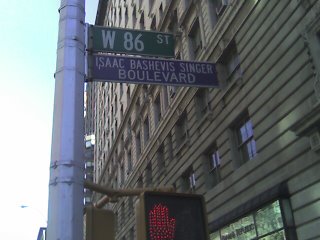 W 86 ST
ISAAC BASHEVIS SINGER
BOULEVARD